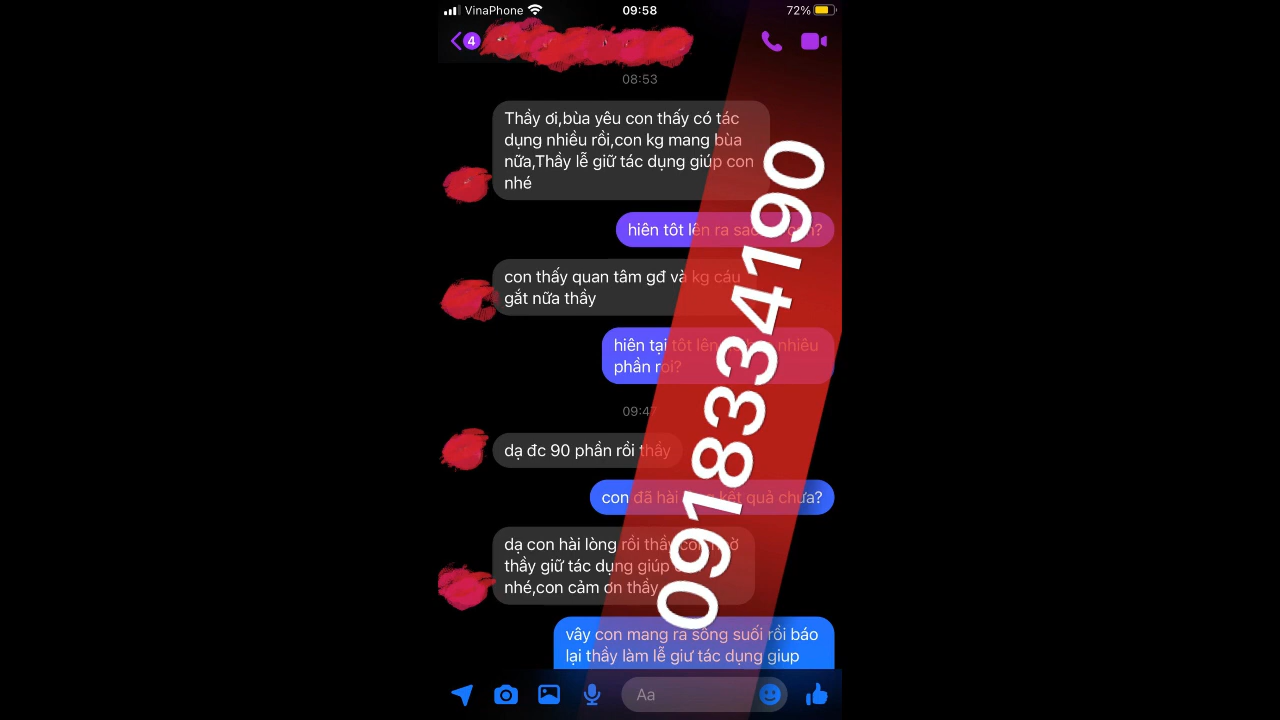 VinaPhone 09:58 72%
4
08:53
Thầy ơi,bùa yêu con thấy có tác
dụng nhiều rồi,con kg mang bùa
nữa,Thầy lễ giữ tác dụng giúp con
nhé
hiên tôt lên ra sao
con thấy quan tâm gđ và kg cáu
gắt nữa thầy
hiên tại tôt lên nhiêu
phần rồi?
09:47
dạ đc 90 phần rồi thầy
con đã hài kết quả chưa?
dạ con hài lòng rồi thầy
thầy giữ tác dụng giúp
nhé,con cảm ơn thầy
vây con mang ra sông suối rồi báo
lại thầy làm lễ giư tác dụng giup
Aa
0918334190